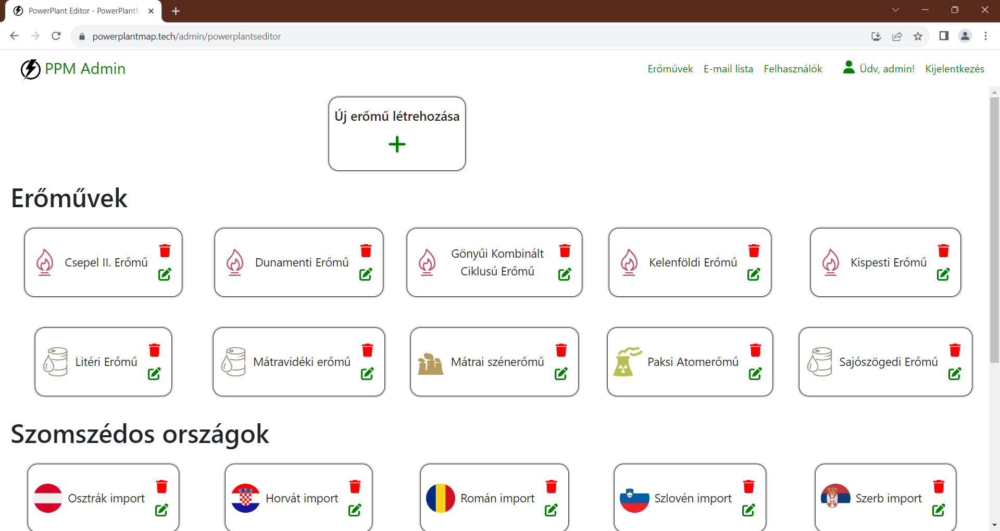 PowerPlant Editor - PowerPlantM
powerplantmap.tech/admin/powerplantseditor
PPM Admin
Erőművek
E-mail lista
Felhasználók
Üdv, admin!
Kijelentkezés
Új erőmű létrehozása
Erőművek
Csepel II. Erőmű
Dunamenti Erőmű
Gönyűi Kombinált
Ciklusú Erőmű
Kelenföldi Erőmű
Kispesti Erőmű
Litéri Erőmű
Mátravidéki erőmű
Mátrai szénerőmű
Paksi Atomerőmű
Sajószögedi Erőmű
Szomszédos országok
Osztrák import
Horvát import
Román import
Szlovén import
Szerb import